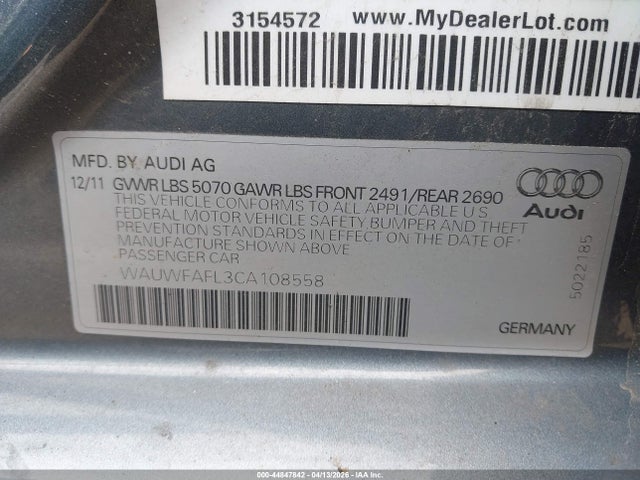 3154572 www.MyDealerLot.com
MFD. BY AUDI AG
12/11 GVWR LBS 5070 GAWR LBS FRONT 2491/REAR 2690
THIS VEHICLE CONFORMS TO ALL APPLICABLE U S
FEDERAL MOTOR VEHICLE SAFETY BUMPER AND THEFT
PREVENTION STANDARDS IN EFFECT ON THE DATE OF
MANUFACTURE SHOWN ABOVE
PASSENGER CAR
WAUWFAFL3CA108558
Audi
5022185
GERMANY
000-44847842 - 04/13/2026 - IAAI.COM